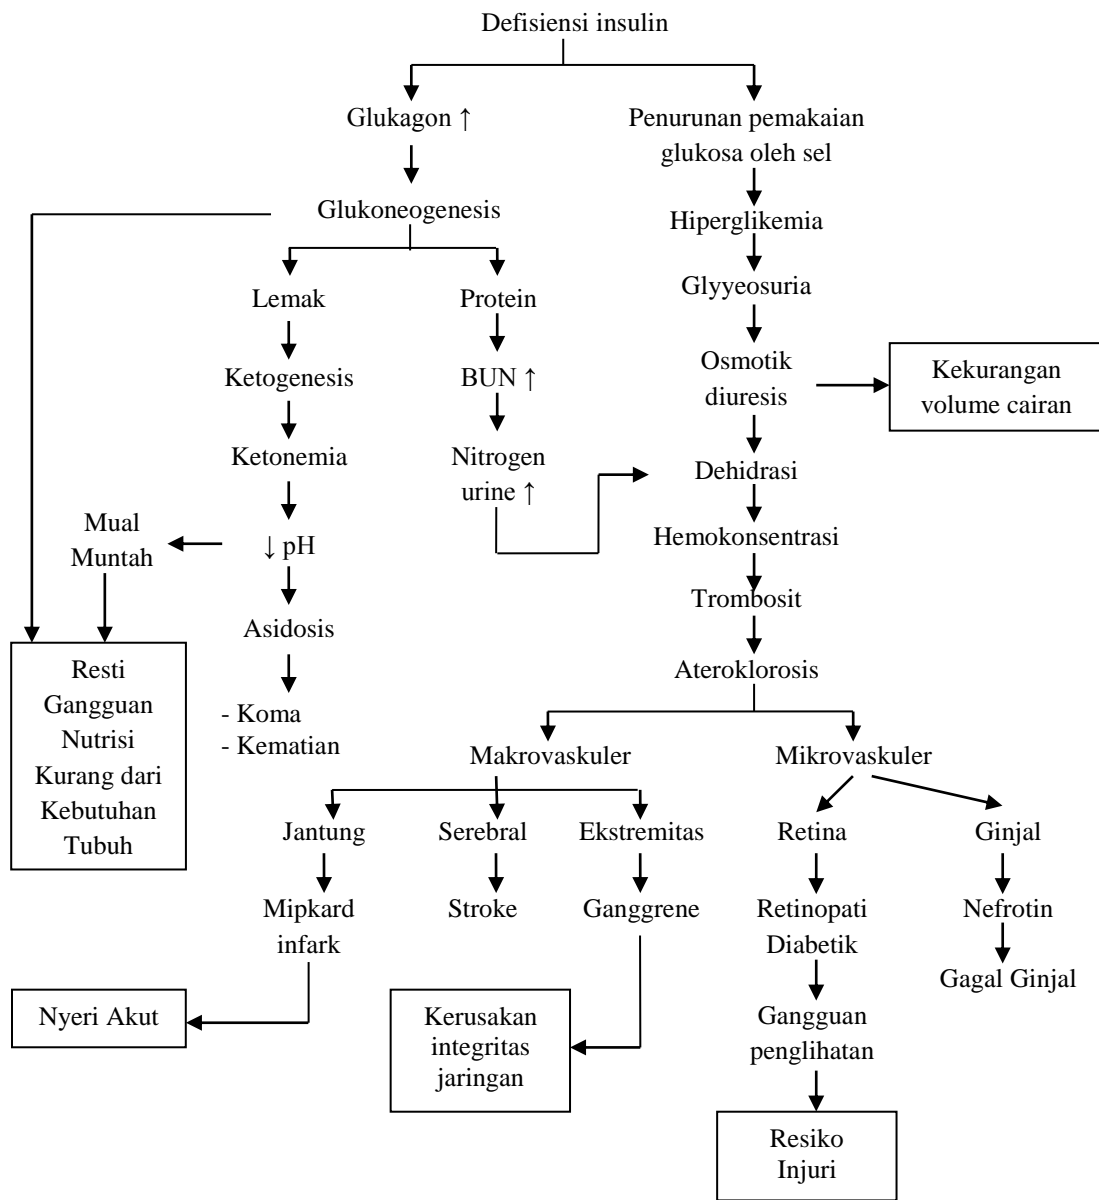 Defisiensi insulin
Glukagon ↑
Penurunan pemakaian
glukosa oleh sel
Glukoneogenesis
Hiperglikemia
Lemak
Protein
Glyyeosuria
Ketogenesis
BUN ↑
Osmotik
diuresis
Kekurangan
volume cairan
Ketonemia
Nitrogen
urine ↑
Dehidrasi
Mual
Muntah
↓ pH
Hemokonsentrasi
Trombosit
Asidosis
Ateroklorosis
Resti
Gangguan
Nutrisi
Kurang dari
Kebutuhan
Tubuh
- Koma
- Kematian
Makrovaskuler
Mikrovaskuler
Jantung
Serebral
Ekstremitas
Retina
Ginjal
Mipkard
infark
Stroke
Ganggrene
Retinopati
Diabetik
Nefrotin
Gagal Ginjal
Nyeri Akut
Kerusakan
integritas
jaringan
Gangguan
penglihatan
Resiko
Injuri